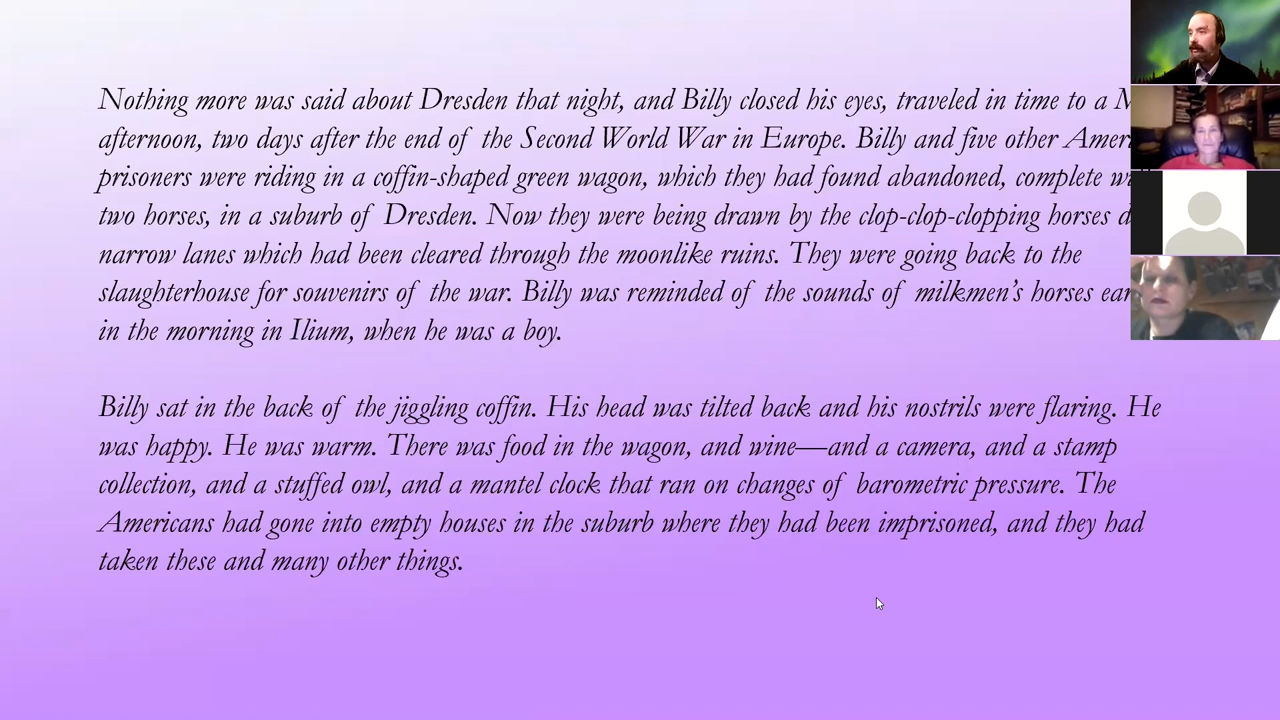 Nothing more was said about Dresden that night, and Billy closed his eyes, traveled in time to a
afternoon, two days after the end of the Second World War in Europe. Billy and five other
prisoners were riding in a coffin-shaped green wagon, which they had found abandoned, complete
two horses, in a suburb of Dresden. Now they were being drawn by the clop-clop-clopping horses
narrow lanes which had been cleared through the moonlike ruins. They were going back to the
slaughterhouse for souvenirs of the war. Billy was reminded of the sounds of milkmen's horses
in the morning in Ilium, when he was a boy.
Billy sat in the back of the jiggling coffin. His head was tilted back and his nostrils were flaring. He
was happy. He was warm. There was food in the wagon, and wine—and a camera, and a stamp
collection, and a stuffed owl, and a mantel clock that ran on changes of barometric pressure. The
Americans had gone into empty houses in the suburb where they had been imprisoned, and they had
taken these and many other things.